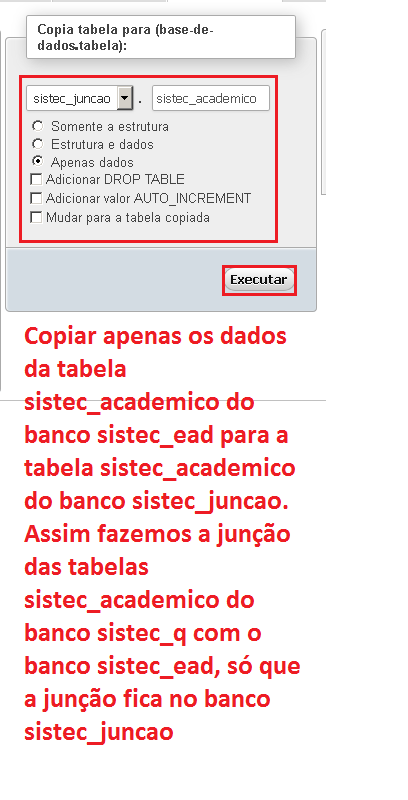 Copia tabela para (base-de-
dados.tabela):
sistec_juncao . sistec_academico
Somente a estrutura
Estrutura e dados
Apenas dados
Adicionar DROP TABLE
Adicionar valor AUTO_INCREMENT
Mudar para a tabela copiada
Executar
Copiar apenas os dados
da tabela
sistec_academico do
banco sistec_ead para a
tabela sistec_academico
do banco sistec_juncao.
Assim fazemos a junção
das tabelas
sistec_academico do
banco sistec_q com o
banco sistec_ead, só que
a junção fica no banco
sistec_juncao